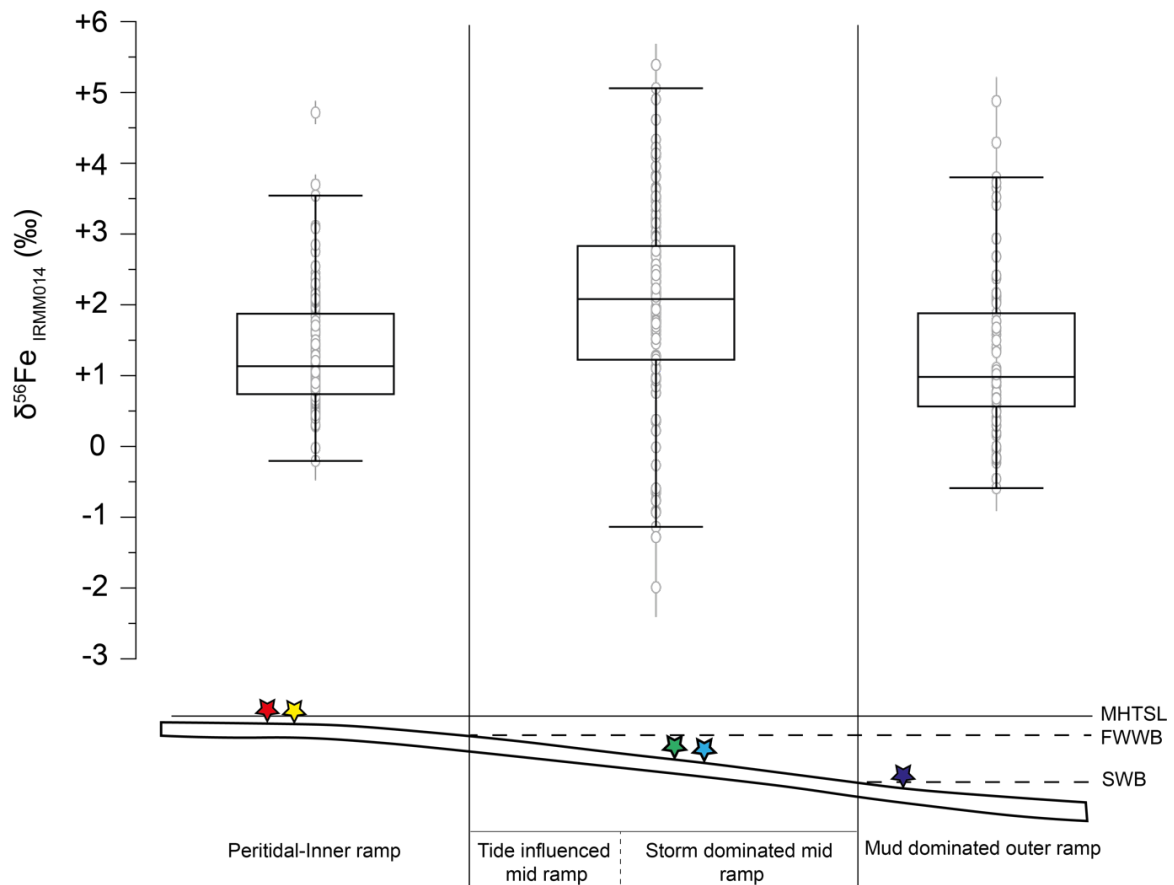 +6
+5
+4
+3
+2
+1
0
-1
-2
-3
δ⁵⁶Fe IRMM014 (‰)
MHTSL
FWWB
SWB
Peritidal-Inner ramp
Tide influenced
mid ramp
Storm dominated mid
ramp
Mud dominated outer ramp